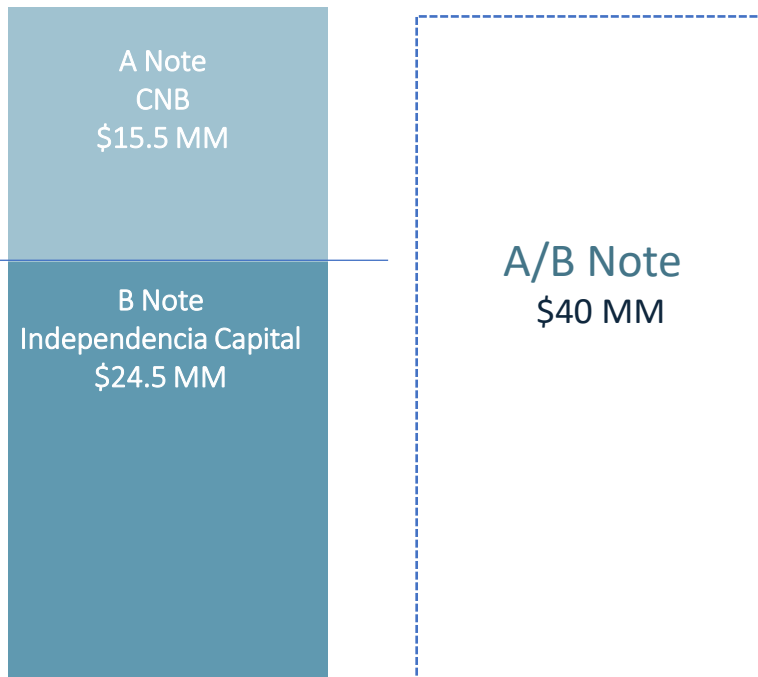 A Note
CNB
$15.5 MM
B Note
Independencia Capital
$24.5 MM
A/B Note
$40 MM